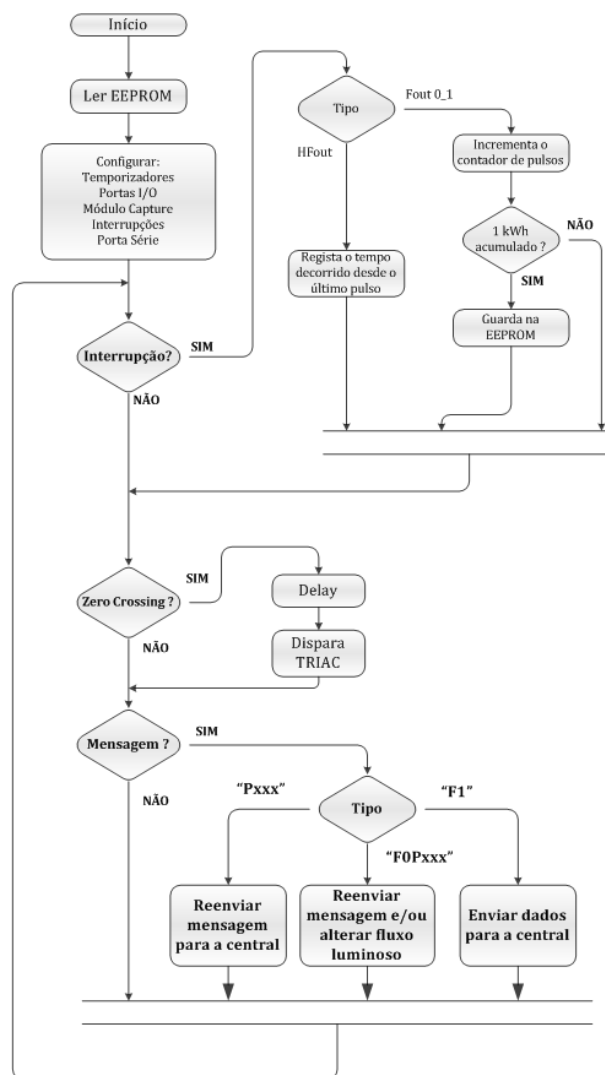 Início
Ler EEPROM
Configurar:
Temporizadores
Portas I/O
Módulo Capture
Interrupções
Porta Série
Interrupção?
SIM
NÃO
Tipo
Fout 0_1
HFout
Incrementa o
contador de pulsos
1 kWh
acumulado ?
NÃO
SIM
Regista o tempo
decorrido desde o
último pulso
Guarda na
EEPROM
Zero Crossing ?
SIM
NÃO
Delay
Dispara
TRIAC
Mensagem ?
SIM
NÃO
Tipo
“Pxxx”
“F1”
“F0Pxxx”
Reenviar
mensagem
para a central
Reenviar
mensagem e/ou
alterar fluxo
luminoso
Enviar dados
para a central